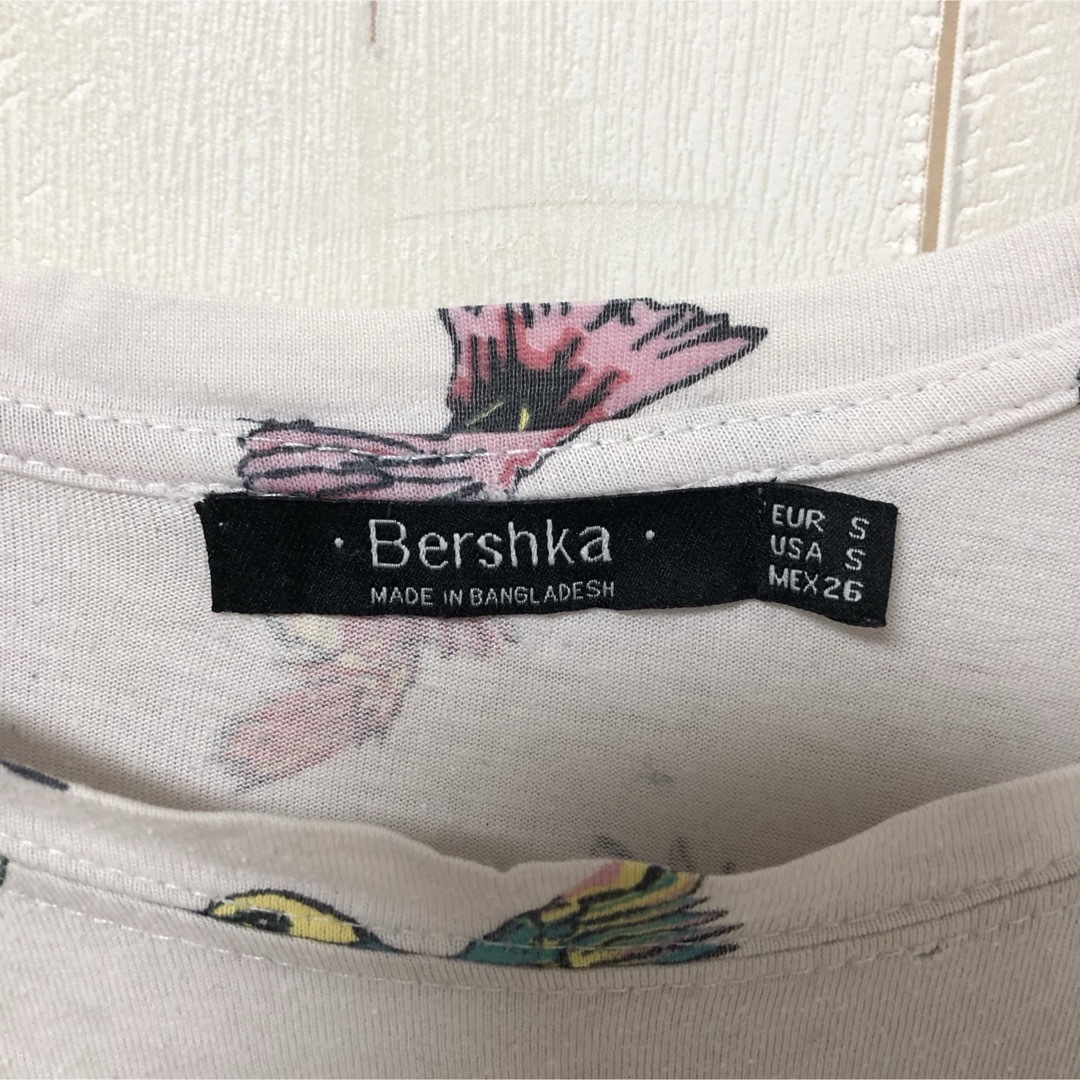 · Bershka ·
MADE IN BANGLADESH
EUR S
USA S
MEX 26